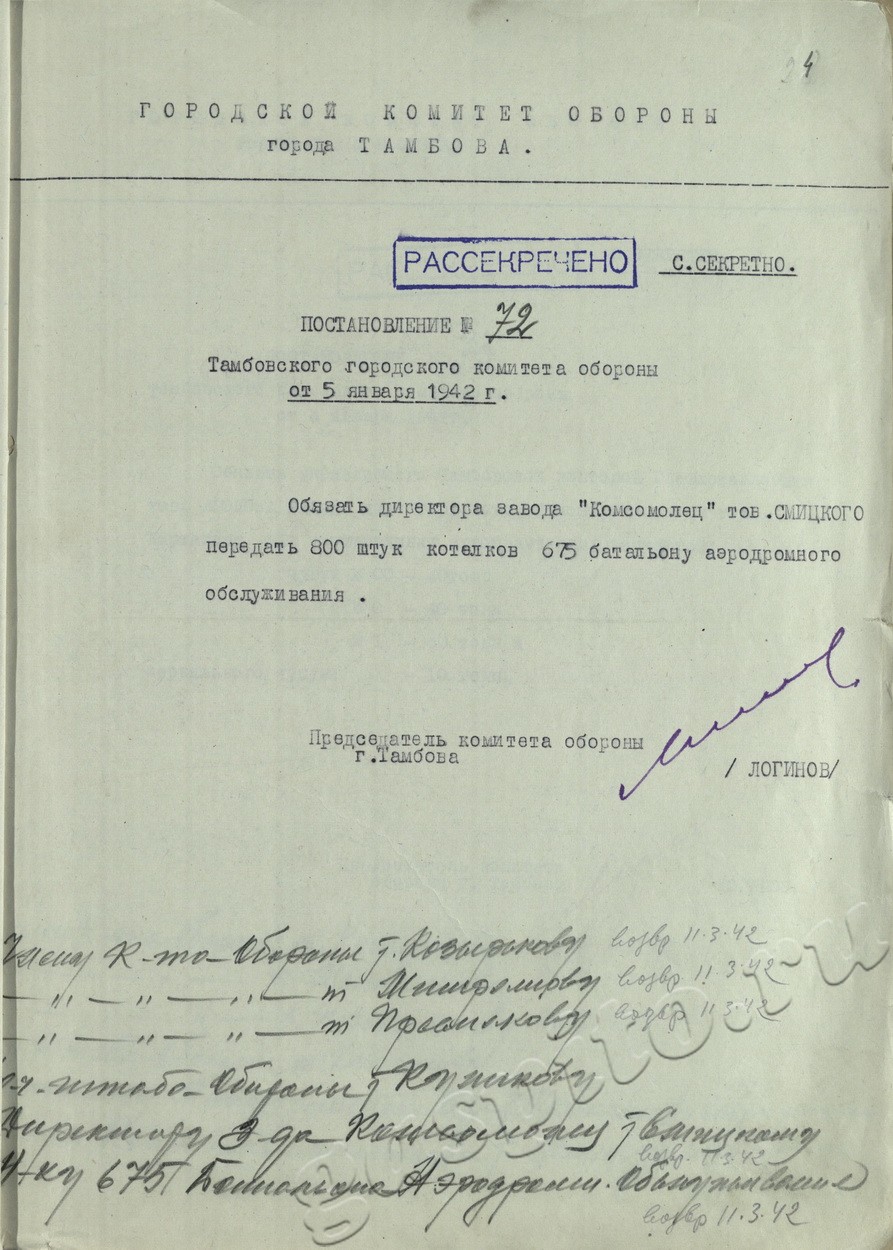 4
ГОРОДСКОЙ КОМИТЕТ ОБОРОНЫ
города ТАМБОВА.
РАССЕКРЕЧЕНО С.СЕКРЕТНО.
ПОСТАНОВЛЕНИЕ № 72
Тамбовского городского комитета обороны
от 5 января 1942 г.
Обязать директора завода "Комсомолец" тов.СМИЦКОГО
передать 800 штук котелков 675 батальону аэродромного
обслуживания .
Председатель комитета обороны
г.Тамбова
/ ЛОГИНОВ/
Члену К-та Обороны т. Козырькову возвр 11.3.42
— „ — „ — „ — т возвр 11.3.42
— „ — „ — „ — т возвр 11.3.42
штаба Обороны т
Директору З-да Комсомолец т Смицкому
возвр. 11.3.42
Н-ку 675 Батальона Аэродромн. Обслуживания
возвр 11.3.42